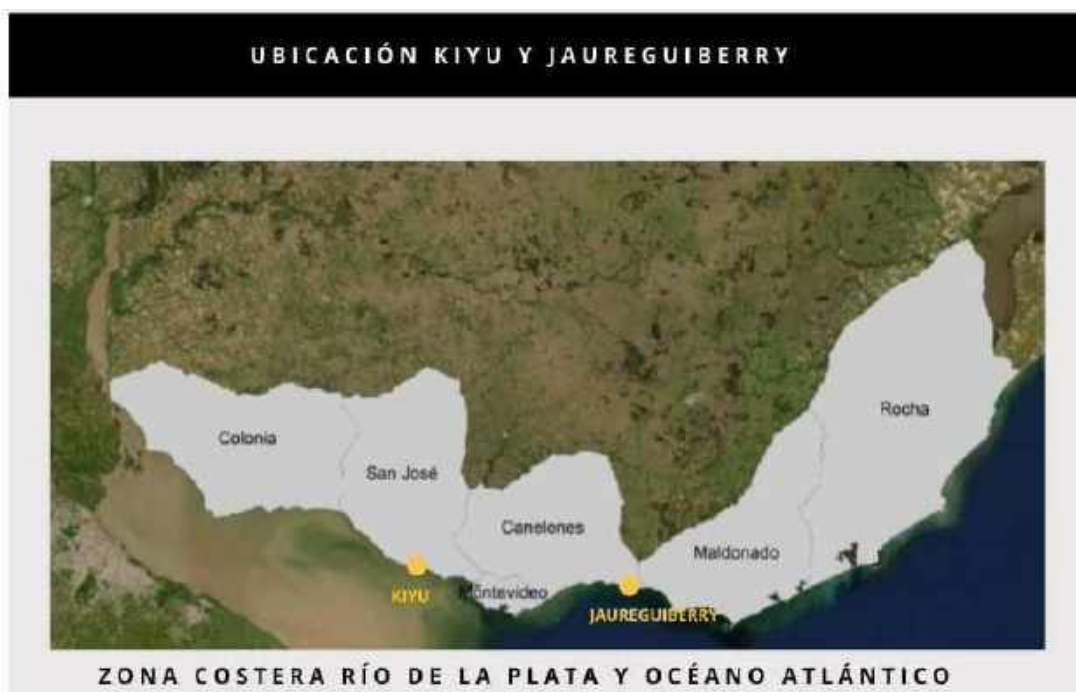 UBICACIÓN KIYU Y JAUREGUIBERRY
Rocha
Colonia
San José
Canelones
Maldonado
KIYU
Montevideo
JAUREGUIBERRY
ZONA COSTERA RÍO DE LA PLATA Y OCÉANO ATLÁNTICO